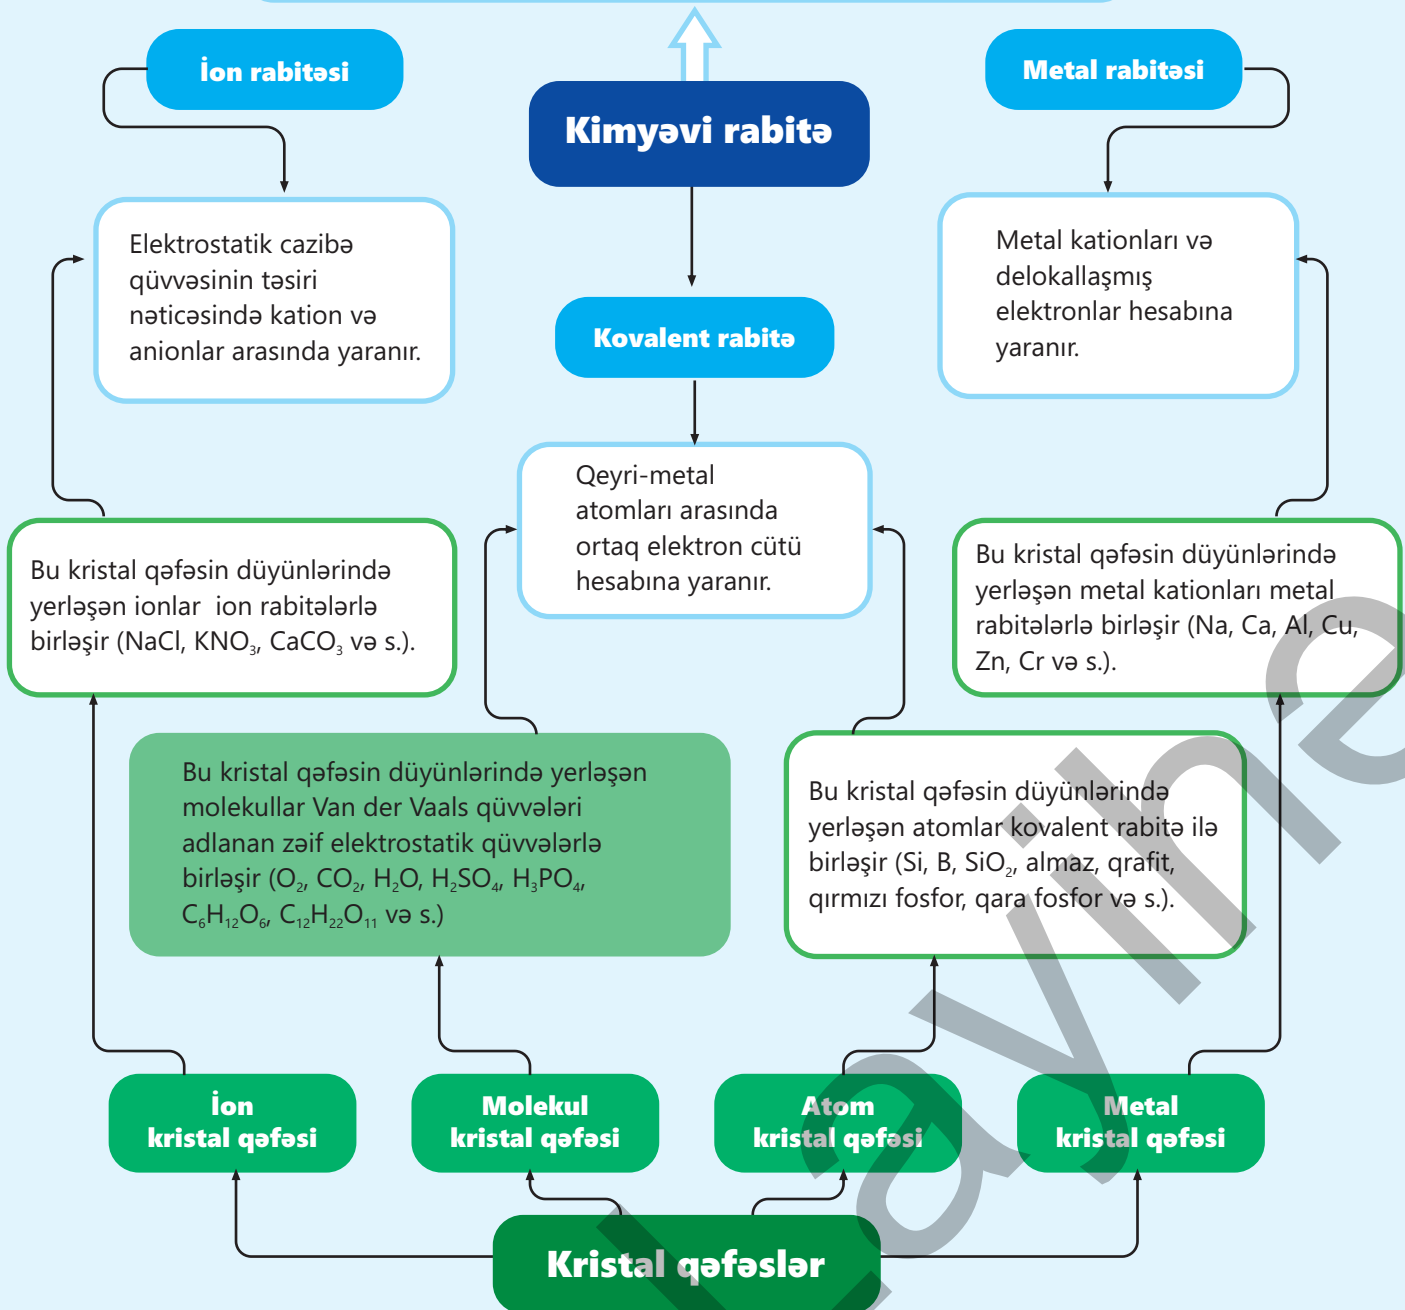 İon rabitəsi
Metal rabitəsi
Kimyəvi rabitə
Elektrostatik cazibə
qüvvəsinin təsiri
nəticəsində kation və
anionlar arasında yaranır.
Metal kationları və
delokallaşmış
elektronlar hesabına
yaranır.
Kovalent rabitə
Qeyri-metal
atomları arasında
ortaq elektron cütü
hesabına yaranır.
Bu kristal qəfəsin düyünlərində
yerləşən ionlar ion rabitələrlə
birləşir (NaCl, KNO₃, CaCO₃ və s.).
Bu kristal qəfəsin düyünlərində
yerləşən metal kationları metal
rabitələrlə birləşir (Na, Ca, Al, Cu,
Zn, Cr və s.).
Bu kristal qəfəsin düyünlərində yerləşən
molekullar Van der Vaals qüvvələri
adlanan zəif elektrostatik qüvvələrlə
birləşir (O₂, CO₂, H₂O, H₂SO₄, H₃PO₄,
C₆H₁₂O₆, C₁₂H₂₂O₁₁ və s.)
Bu kristal qəfəsin düyünlərində
yerləşən atomlar kovalent rabitə ilə
birləşir (Si, B, SiO₂, almaz, qrafit,
qırmızı fosfor, qara fosfor və s.).
İon
kristal qəfəsi
Molekul
kristal qəfəsi
Atom
kristal qəfəsi
Metal
kristal qəfəsi
Kristal qəfəslər
Layihe